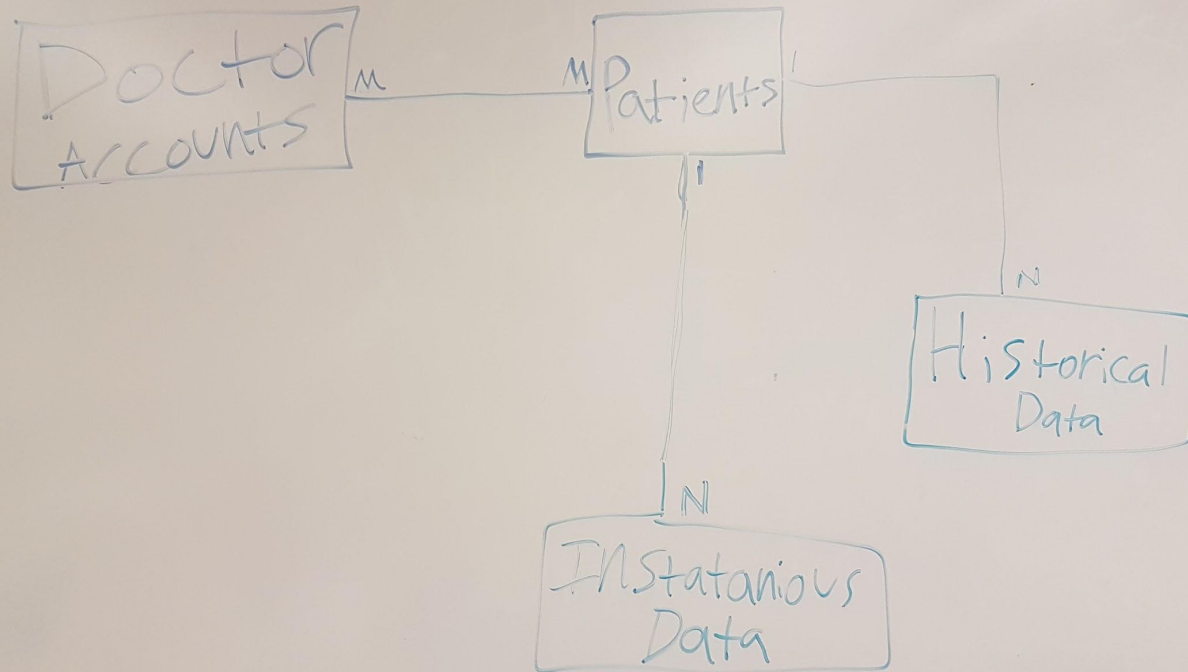 Doctor
Accounts
M
M
Patients
1
1
N
Historical
Data
N
Instatanious
Data